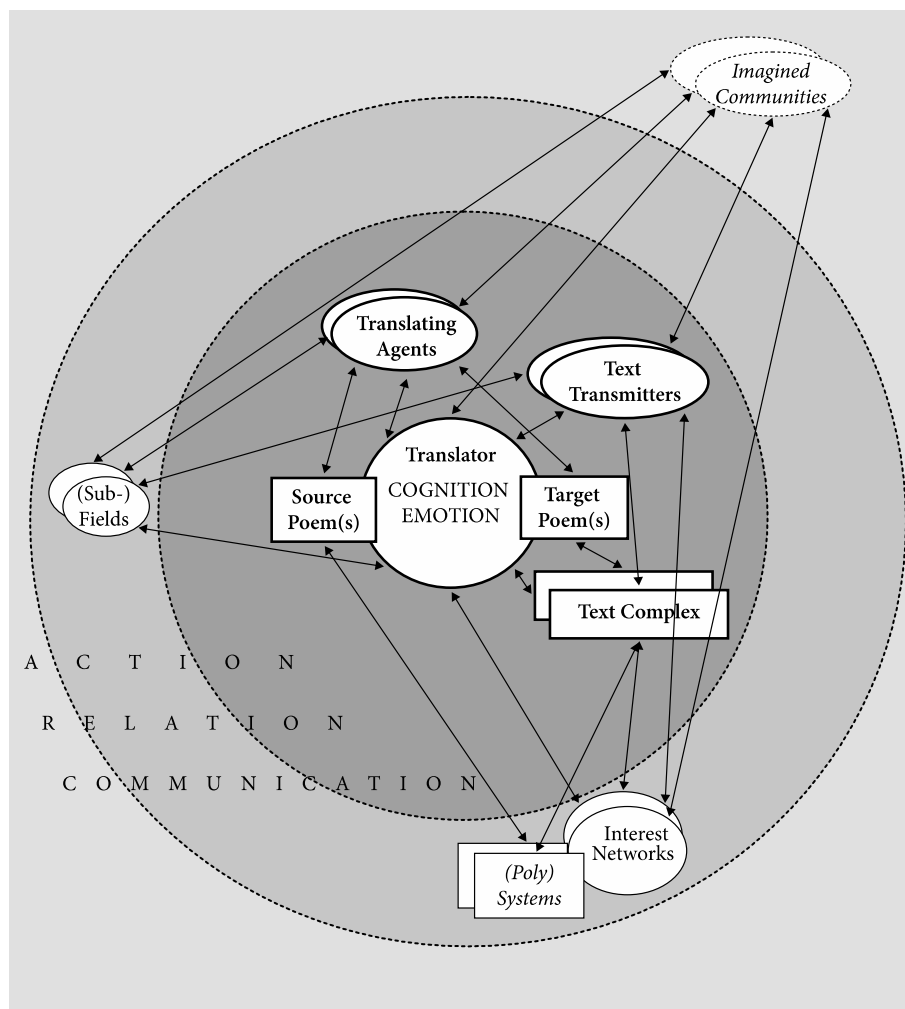 Imagined
Communities
Translating
Agents
Text
Transmitters
Translator
COGNITION
EMOTION
Source
Poem(s)
Target
Poem(s)
(Sub-)
Fields
Text Complex
A C T I O N
R E L A T I O N
C O M M U N I C A T I O N
Interest
Networks
(Poly)
Systems